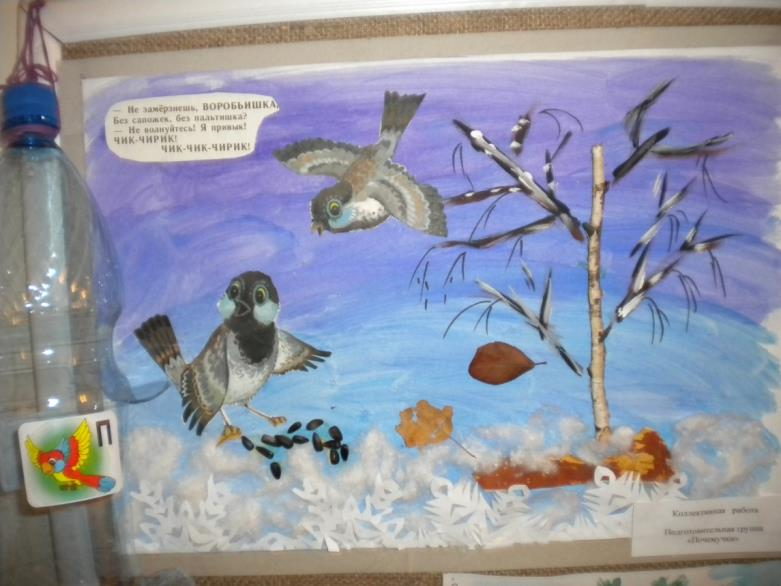 — Не замёрзнешь, ВОРОБЬИШКА,
Без сапожек, без пальтишка?
— Не волнуйтесь! Я привык!
ЧИК-ЧИРИК!
ЧИК-ЧИК-ЧИРИК!
П
Коллективная работа
Подготовительная группа
«Почемучки»